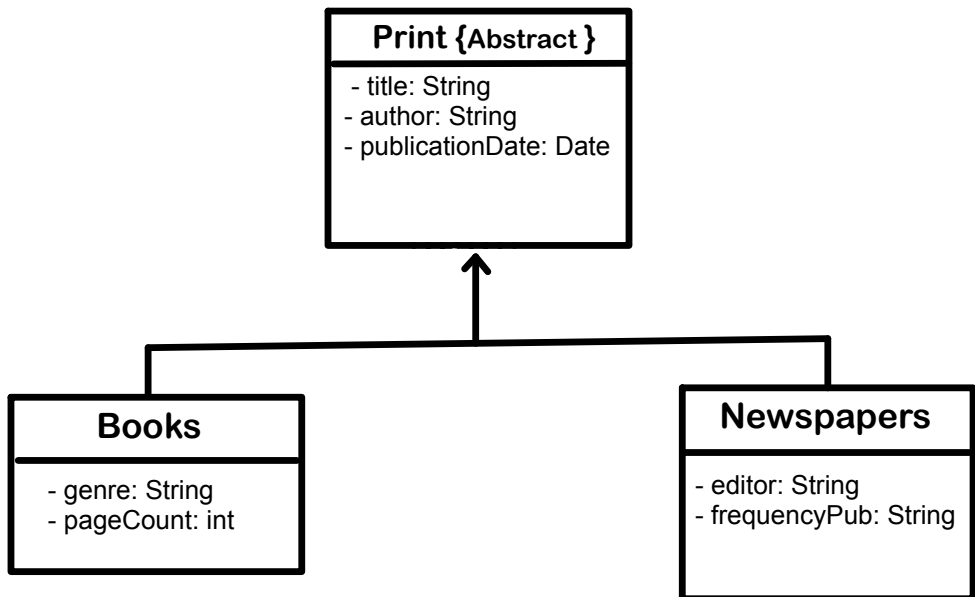 Print {Abstract }
- title: String
- author: String
- publicationDate: Date
Books
- genre: String
- pageCount: int
Newspapers
- editor: String
- frequencyPub: String